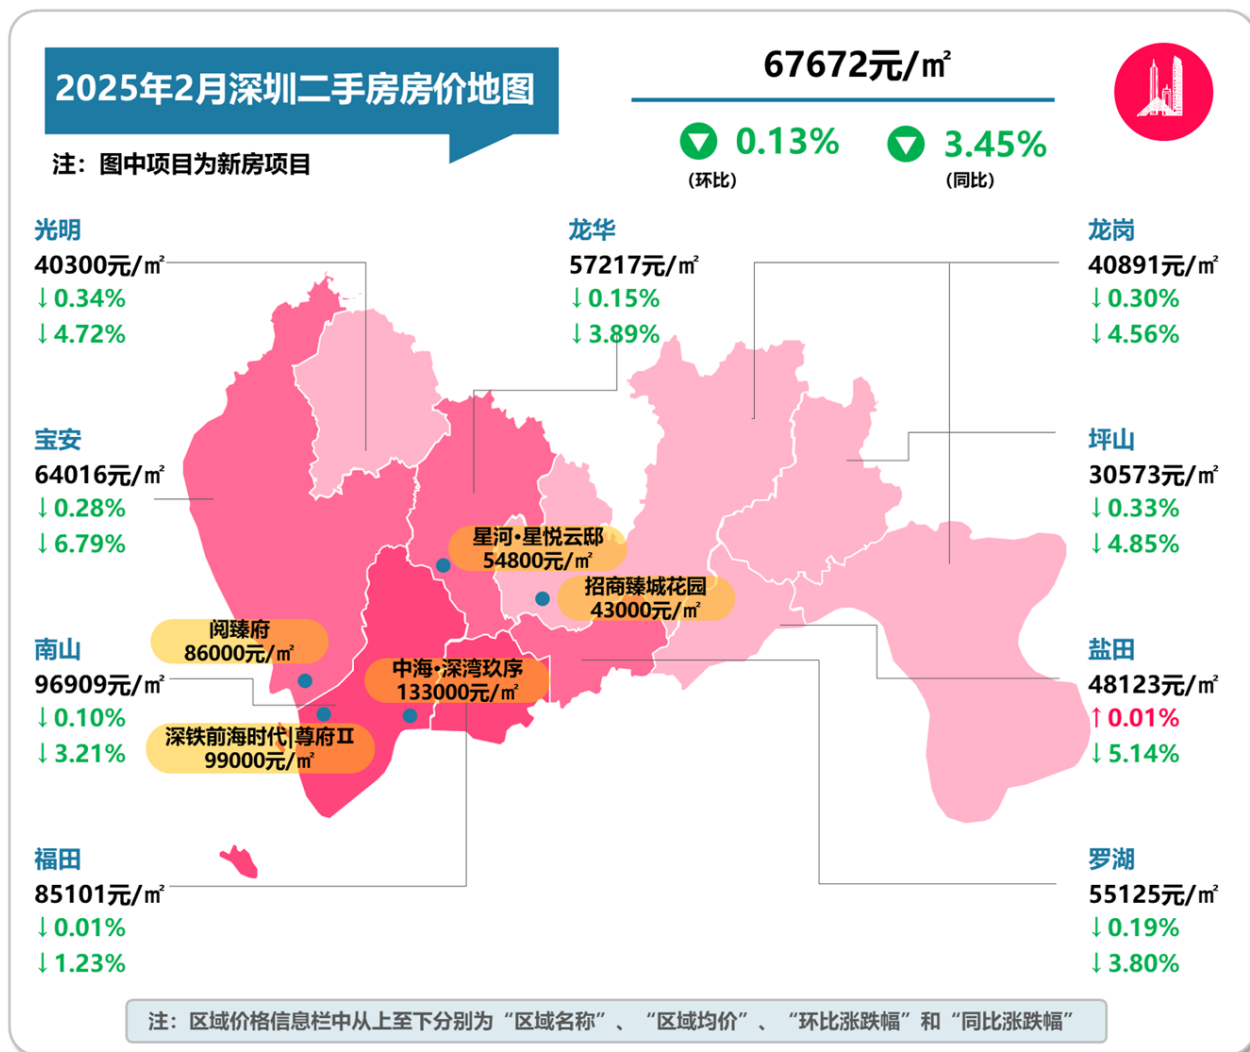 2025年2月深圳二手房房价地图
注：图中项目为新房项目
67672元/㎡
0.13%
(环比)
3.45%
(同比)
光明
40300元/㎡
↓0.34%
↓4.72%
龙华
57217元/㎡
↓0.15%
↓3.89%
龙岗
40891元/㎡
↓0.30%
↓4.56%
宝安
64016元/㎡
↓0.28%
↓6.79%
坪山
30573元/㎡
↓0.33%
↓4.85%
星河·星悦云邸
54800元/㎡
招商臻城花园
43000元/㎡
阅臻府
86000元/㎡
中海·深湾玖序
133000元/㎡
深铁前海时代|尊府Ⅱ
99000元/㎡
南山
96909元/㎡
↓0.10%
↓3.21%
盐田
48123元/㎡
↑0.01%
↓5.14%
福田
85101元/㎡
↓0.01%
↓1.23%
罗湖
55125元/㎡
↓0.19%
↓3.80%
注：区域价格信息栏中从上至下分别为“区域名称”、“区域均价”、“环比涨跌幅”和“同比涨跌幅”